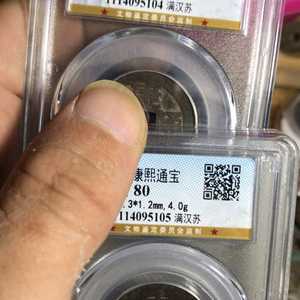 1114095104 满汉苏
文物鉴定委员会监制
康熙通宝
80
.3*1.2mm,4.0g
114095105 满汉苏
文物鉴定委员会监制